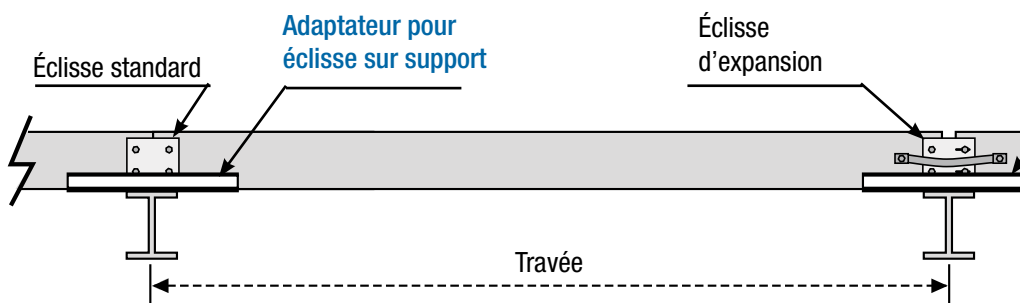 Éclisse standard
Adaptateur pour
éclisse sur support
Éclisse
d'expansion
Travée